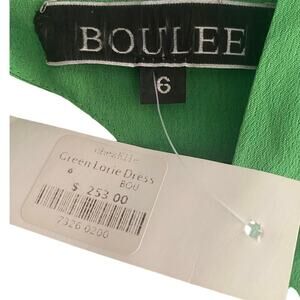 BOULEE
6
Green Lorie Dress
6
BOU
$ 253 00
7326 0200